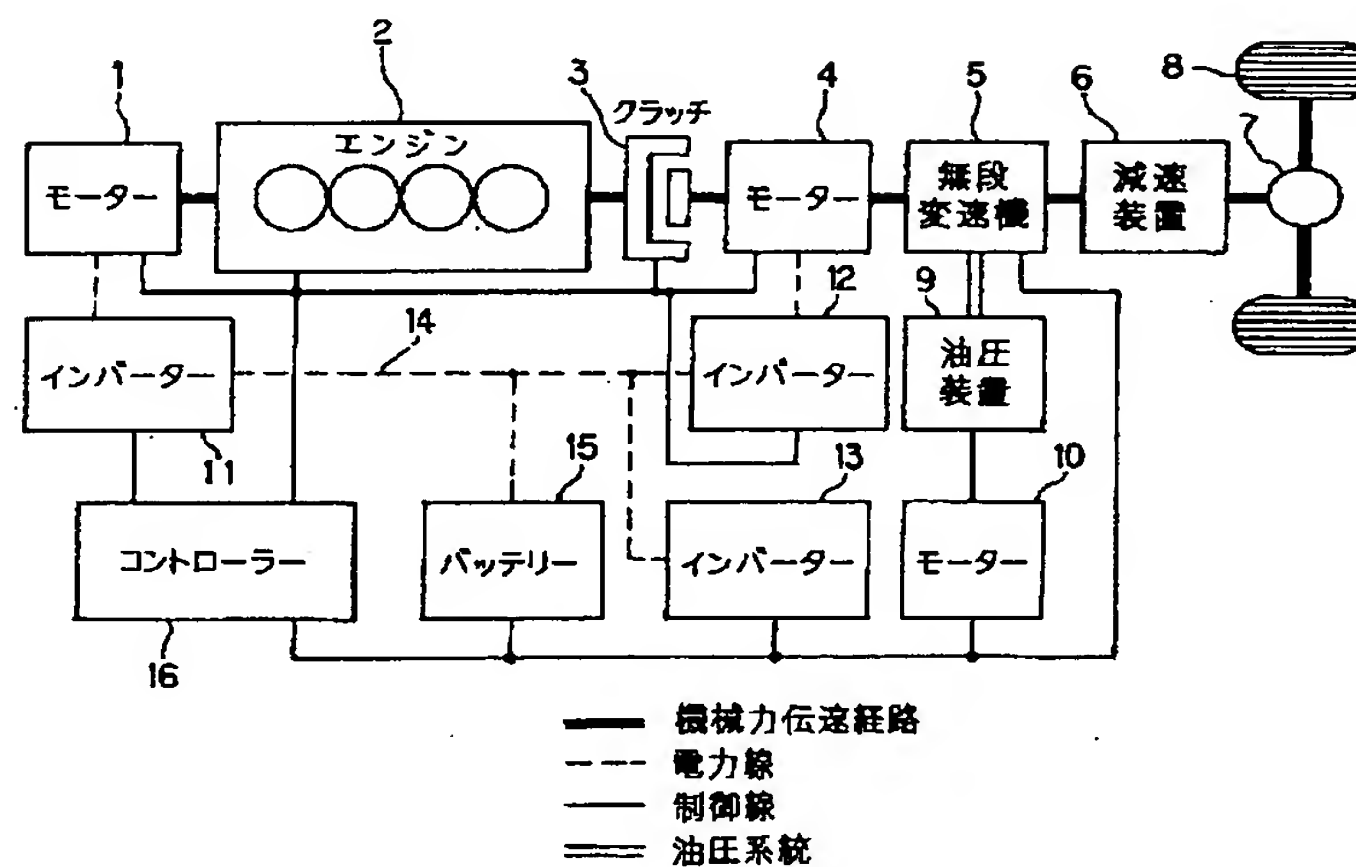 2
1
3
クラッチ
4
5
6
8
7
エンジン
モーター
モーター
無段
変速機
減速
装置
12
9
14
インバーター
インバーター
油圧
装置
11
15
13
10
コントローラー
バッテリー
インバーター
モーター
16
機械力伝達経路
電力線
制御線
油圧系統